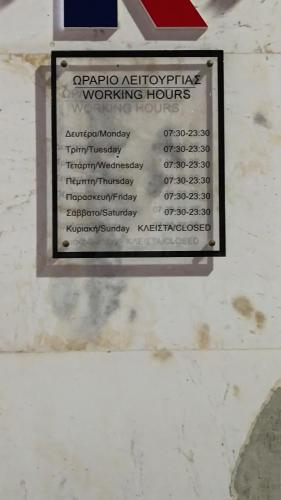 ΩΡΑΡΙΟ ΛΕΙΤΟΥΡΓΙΑΣ
WORKING HOURS
Δευτέρα/Monday 07:30-23:30
Τρίτη/Tuesday 07:30-23:30
Τετάρτη/Wednesday 07:30-23:30
Πέμπτη/Thursday 07:30-23:30
Παρασκευή/Friday 07:30-23:30
Σάββατο/Saturday 07:30-23:30
Κυριακή/Sunday ΚΛΕΙΣΤΑ/CLOSED